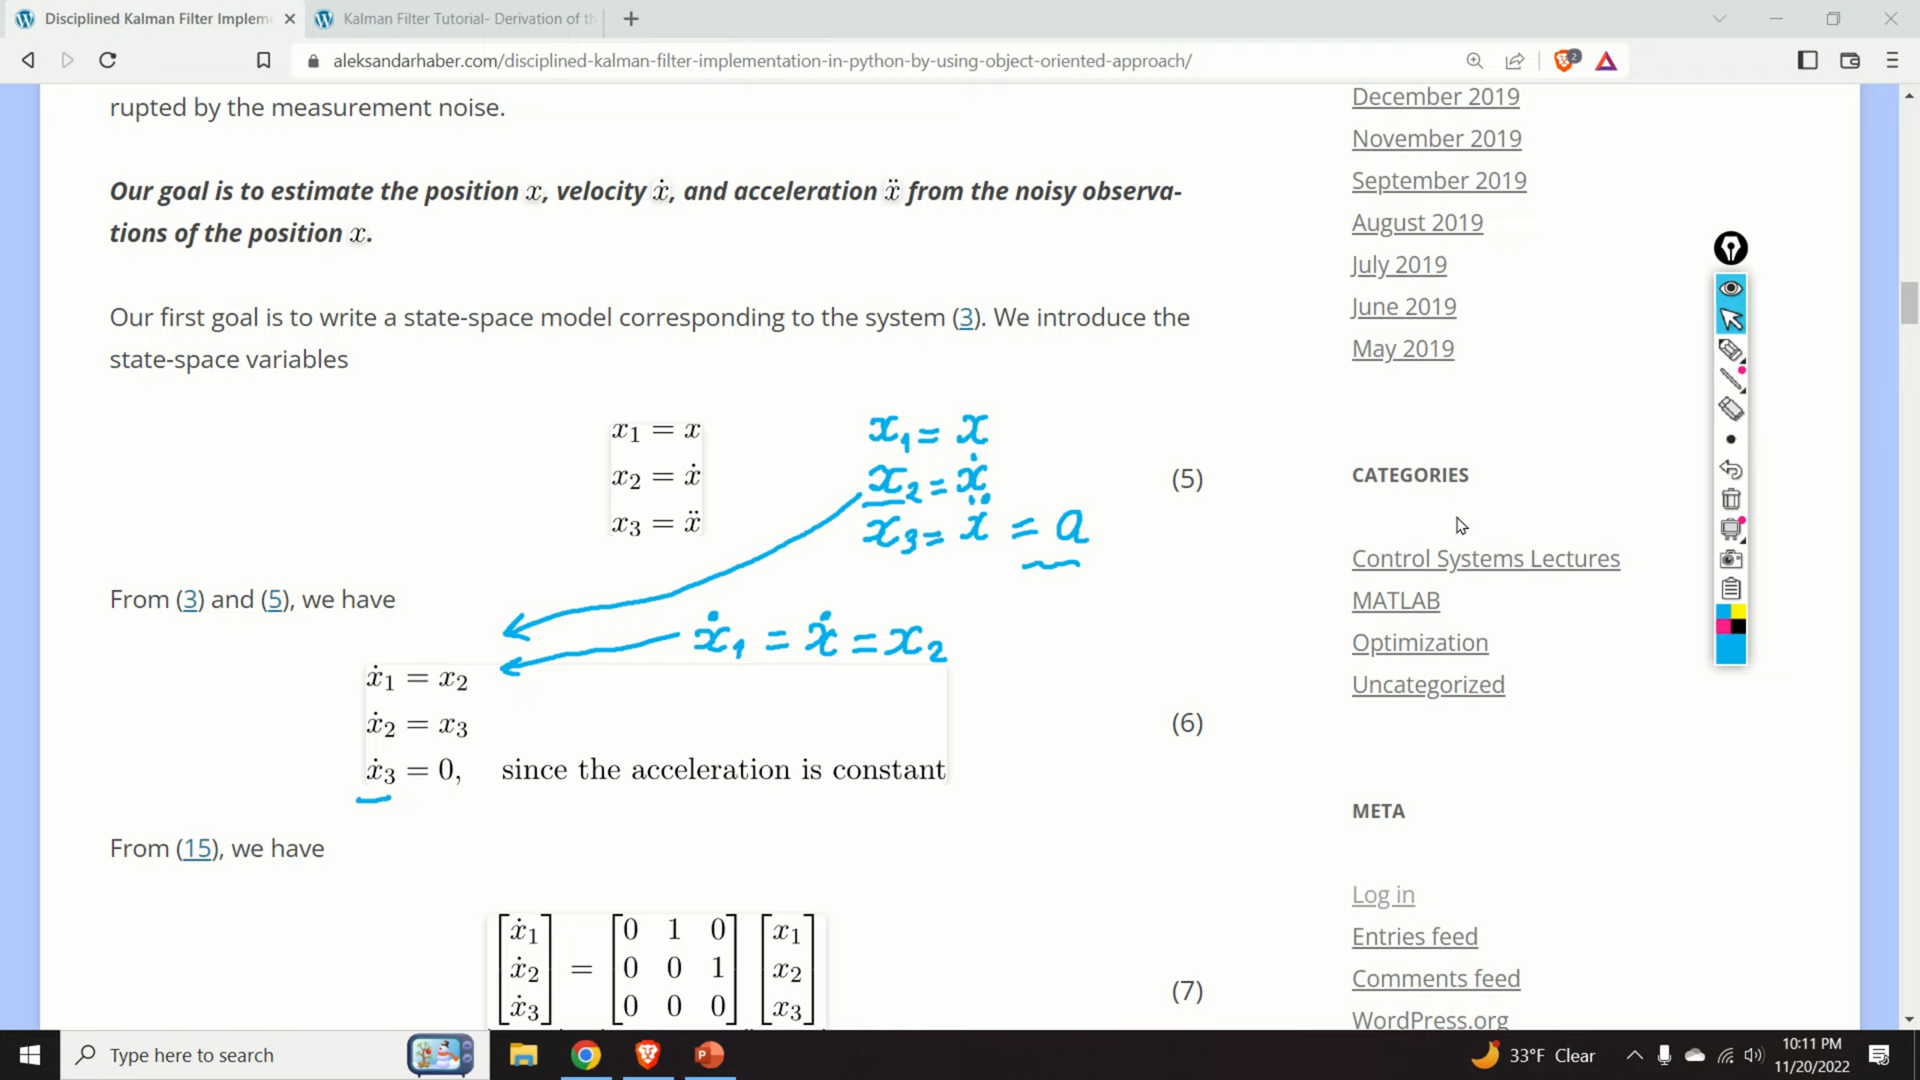 Disciplined Kalman Filter Implem
Kalman Filter Tutorial- Derivation of th
aleksandarhaber.com/disciplined-kalman-filter-implementation-in-python-by-using-object-oriented-approach/
2
rupted by the measurement noise.
Our goal is to estimate the position x, velocity ẋ, and acceleration ẍ from the noisy observa-
tions of the position x.
Our first goal is to write a state-space model corresponding to the system (3). We introduce the
state-space variables
x₁ = x
x₂ = ẋ
x₃ = ẍ
(5)
x₁ = x
x₂ = ẋ
x₃ = ẍ = a
From (3) and (5), we have
ẋ₁ = ẋ = x₂
ẋ₁ = x₂
ẋ₂ = x₃
ẋ₃ = 0, since the acceleration is constant
(6)
From (15), we have
[ẋ₁] [0 1 0] [x₁]
[ẋ₂] = [0 0 1] [x₂]
[ẋ₃] [0 0 0] [x₃]
(7)
December 2019
November 2019
September 2019
August 2019
July 2019
June 2019
May 2019
CATEGORIES
Control Systems Lectures
MATLAB
Optimization
Uncategorized
META
Log in
Entries feed
Comments feed
WordPress.org
Type here to search
33°F Clear
10:11 PM
11/20/2022